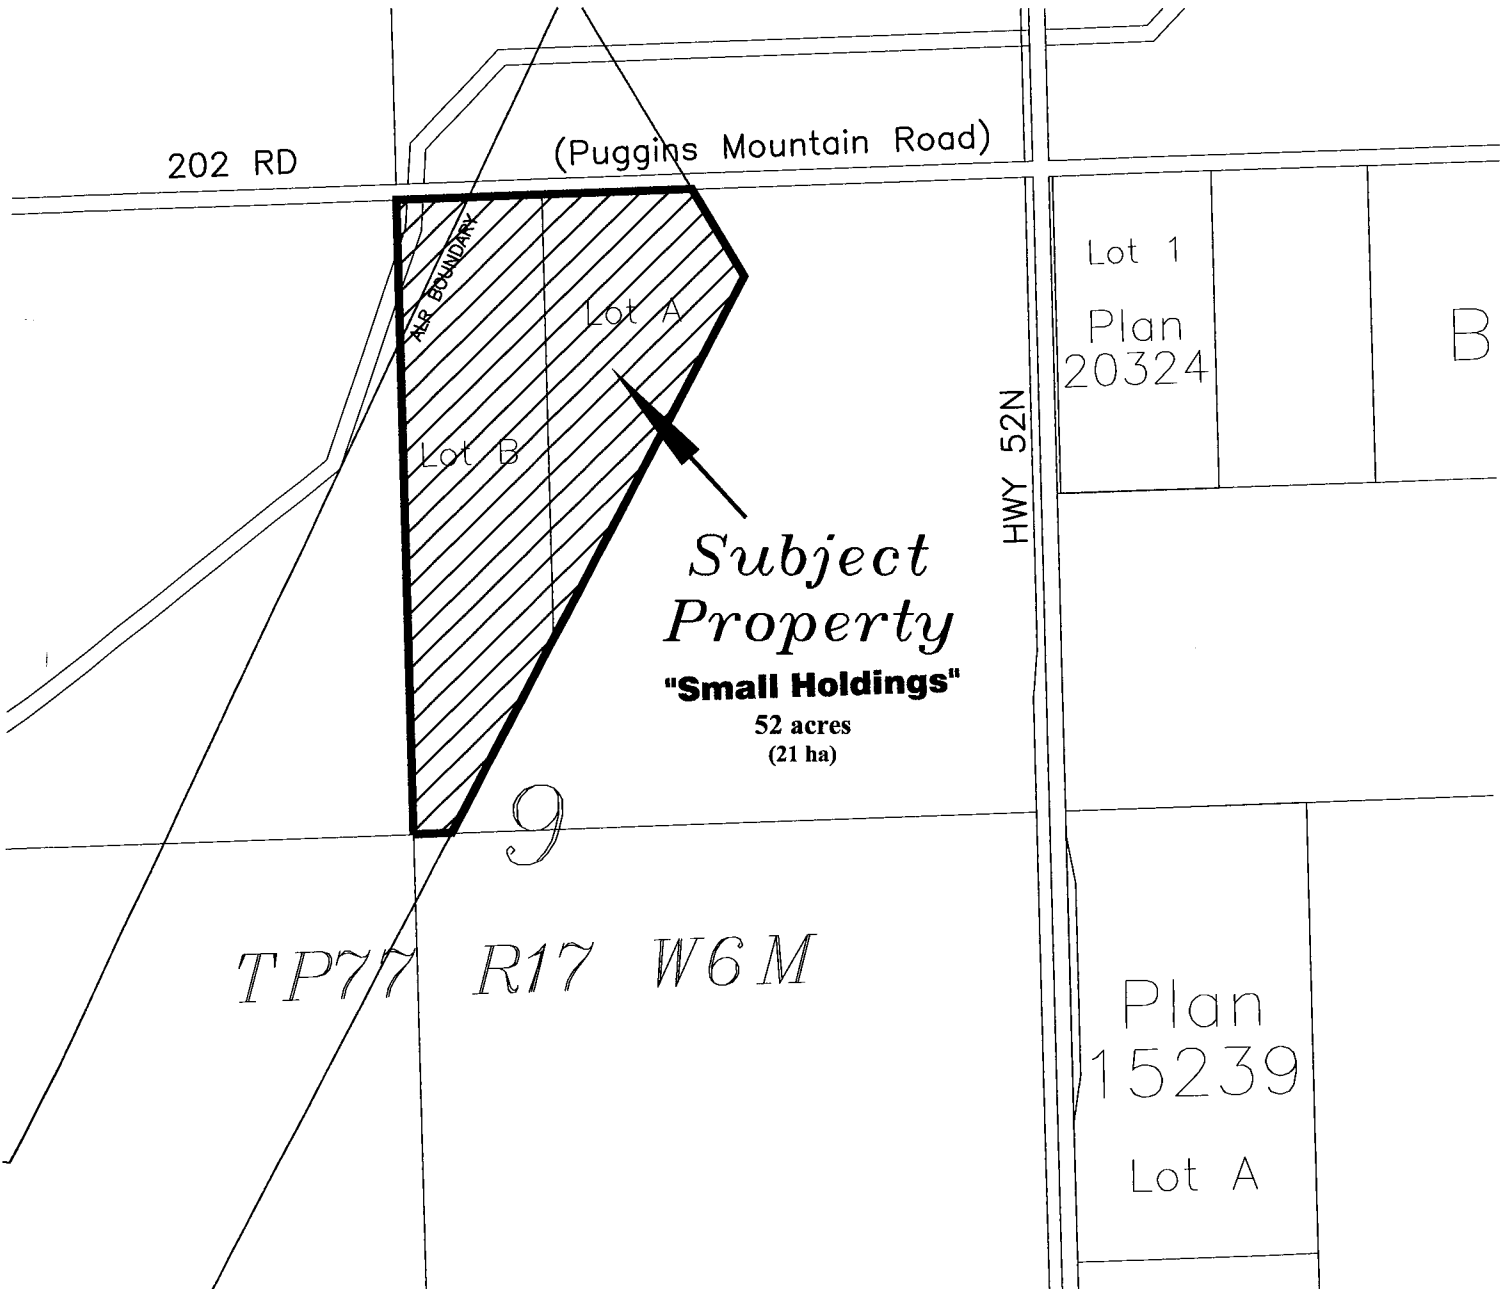 202 RD
(Puggins Mountain Road)
ALR BOUNDARY
Lot A
Lot B
Lot 1
Plan
20324
B
HWY 52N
Subject
Property
"Small Holdings"
52 acres
(21 ha)
9
TP77 R17 W6M
Plan
15239
Lot A